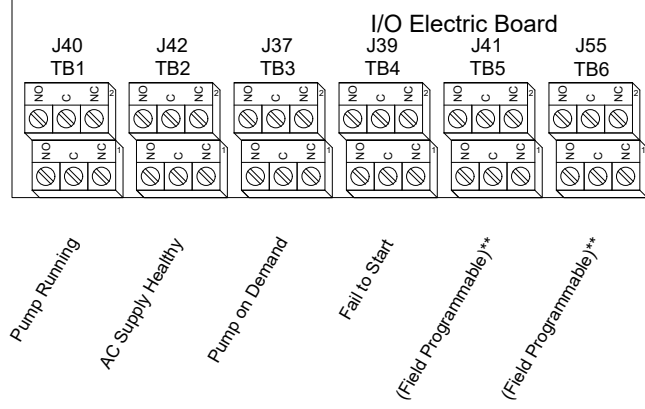 I/O Electric Board
J40 J42 J37 J39 J41 J55
TB1 TB2 TB3 TB4 TB5 TB6
NO C NC 2 NO C NC 2 NO C NC 2 NO C NC 2 NO C NC 2 NO C NC 2
NO C NC 1 NO C NC 1 NO C NC 1 NO C NC 1 NO C NC 1 NO C NC 1
Pump Running
AC Supply Healthy
Pump on Demand
Fail to Start
(Field Programmable)**
(Field Programmable)**